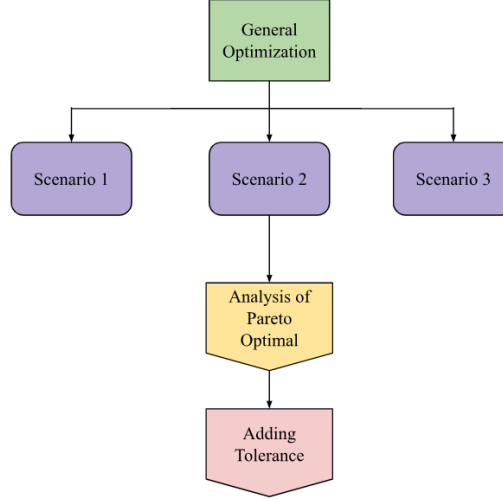 General
Optimization
Scenario 1
Scenario 2
Scenario 3
Analysis of
Pareto
Optimal
Adding
Tolerance